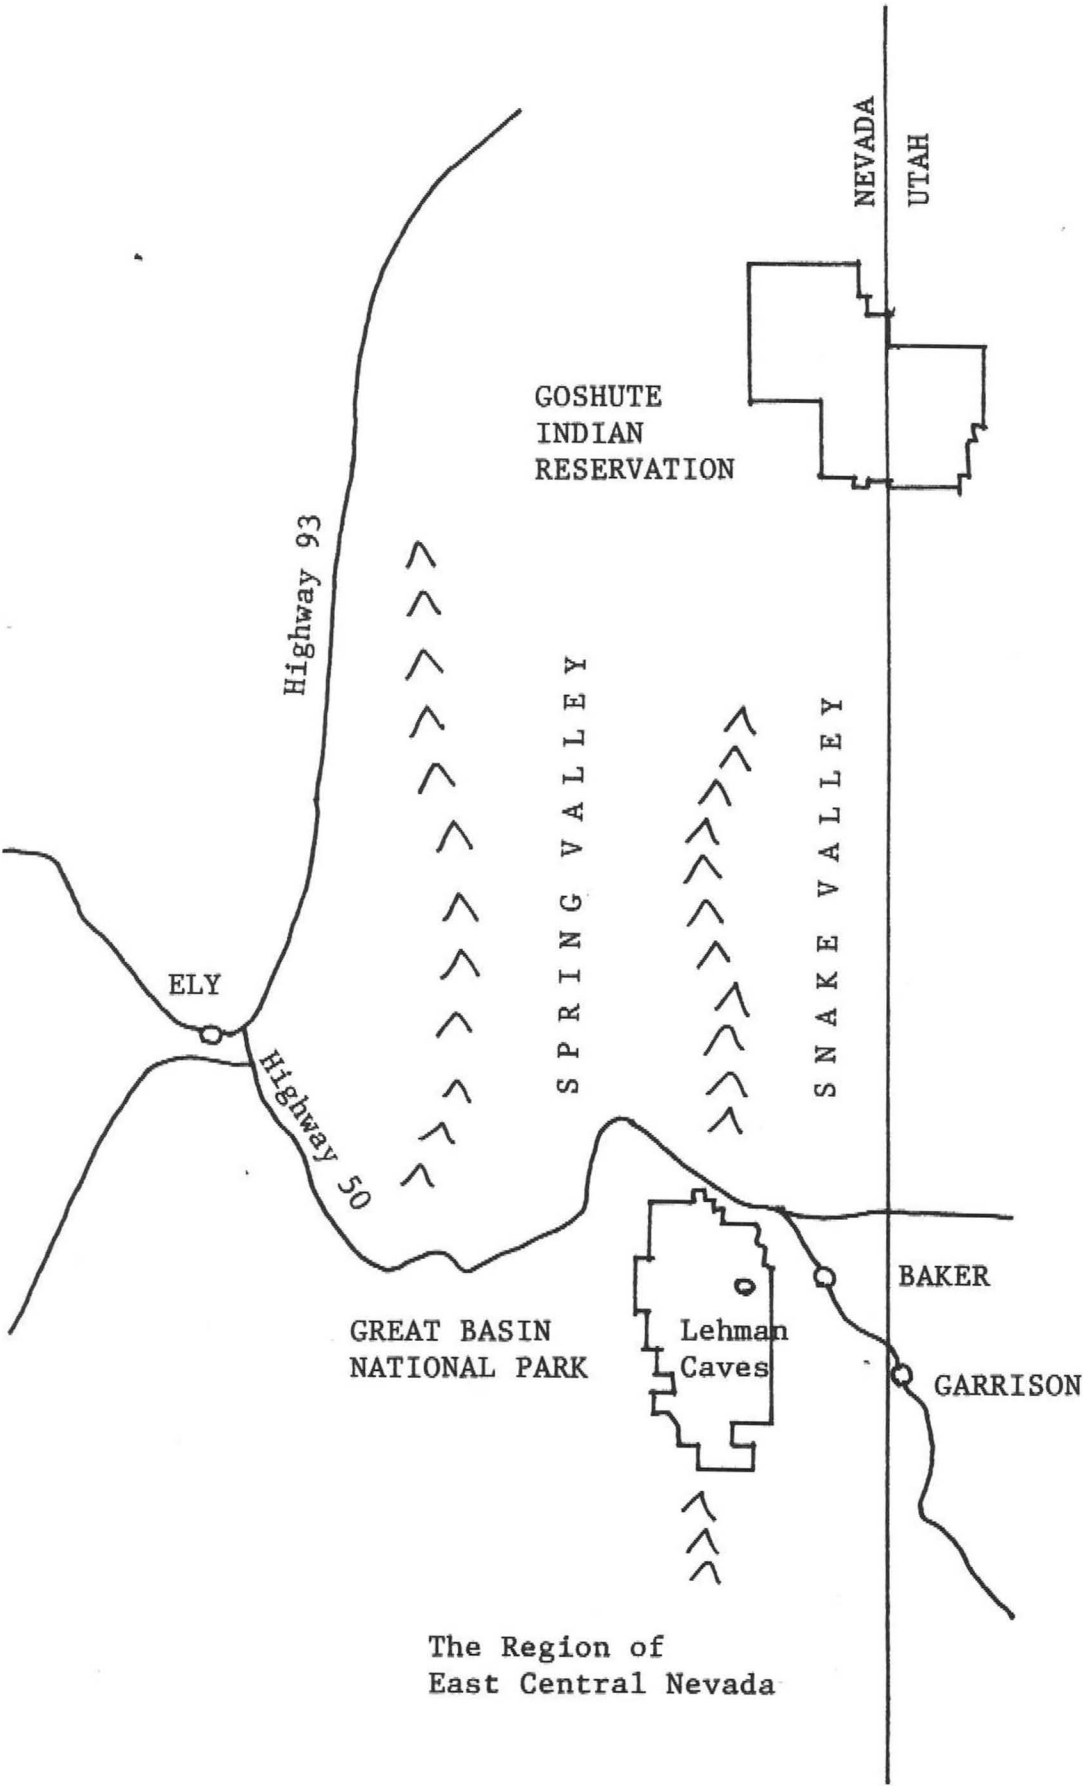 NEVADA
UTAH
GOSHUTE
INDIAN
RESERVATION
Highway 93
SPRING VALLEY
SNAKE VALLEY
ELY
Highway 50
BAKER
GREAT BASIN
NATIONAL PARK
Lehman
Caves
GARRISON
The Region of
East Central Nevada